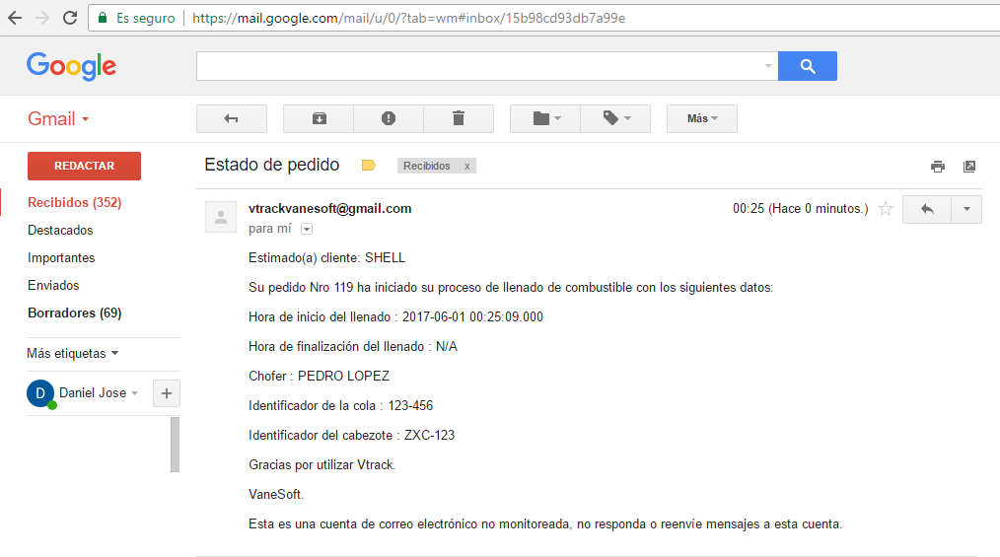 Es seguro https://mail.google.com/mail/u/0/?tab=wm#inbox/15b98cd93db7a99e
Google
Gmail
Más
REDACTAR
Estado de pedido
Recibidos x
Recibidos (352)
Destacados
Importantes
Enviados
Borradores (69)
Más etiquetas
D Daniel Jose +
vtrackvanesoft@gmail.com
00:25 (Hace 0 minutos.)
para mí
Estimado(a) cliente: SHELL
Su pedido Nro 119 ha iniciado su proceso de llenado de combustible con los siguientes datos:
Hora de inicio del llenado : 2017-06-01 00:25:09.000
Hora de finalización del llenado : N/A
Chofer : PEDRO LOPEZ
Identificador de la cola : 123-456
Identificador del cabezote : ZXC-123
Gracias por utilizar Vtrack.
VaneSoft.
Esta es una cuenta de correo electrónico no monitoreada, no responda o reenvíe mensajes a esta cuenta.